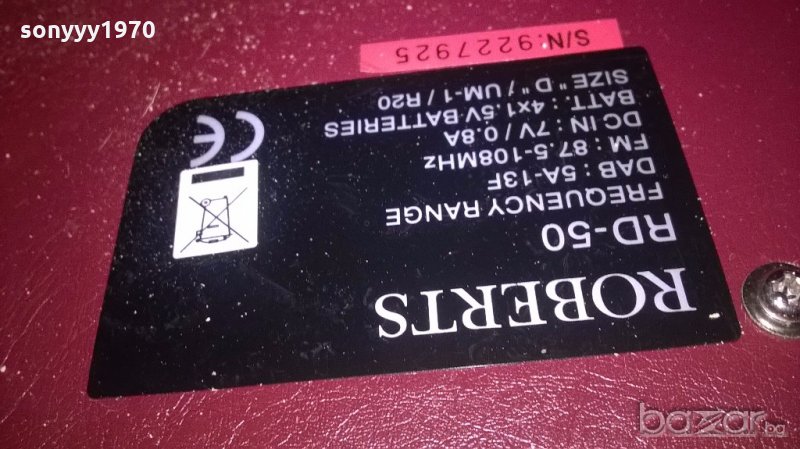 sonyyy1970
S/N:9227925
ROBERTS
RD-50
FREQUENCY RANGE
DAB : 5A-13F
FM : 87.5-108MHz
DC IN : 7V / 0.8A
BATT. : 4x1.5V-BATTERIES
SIZE "D" / UM-1 / R20
CE
bazar.bg